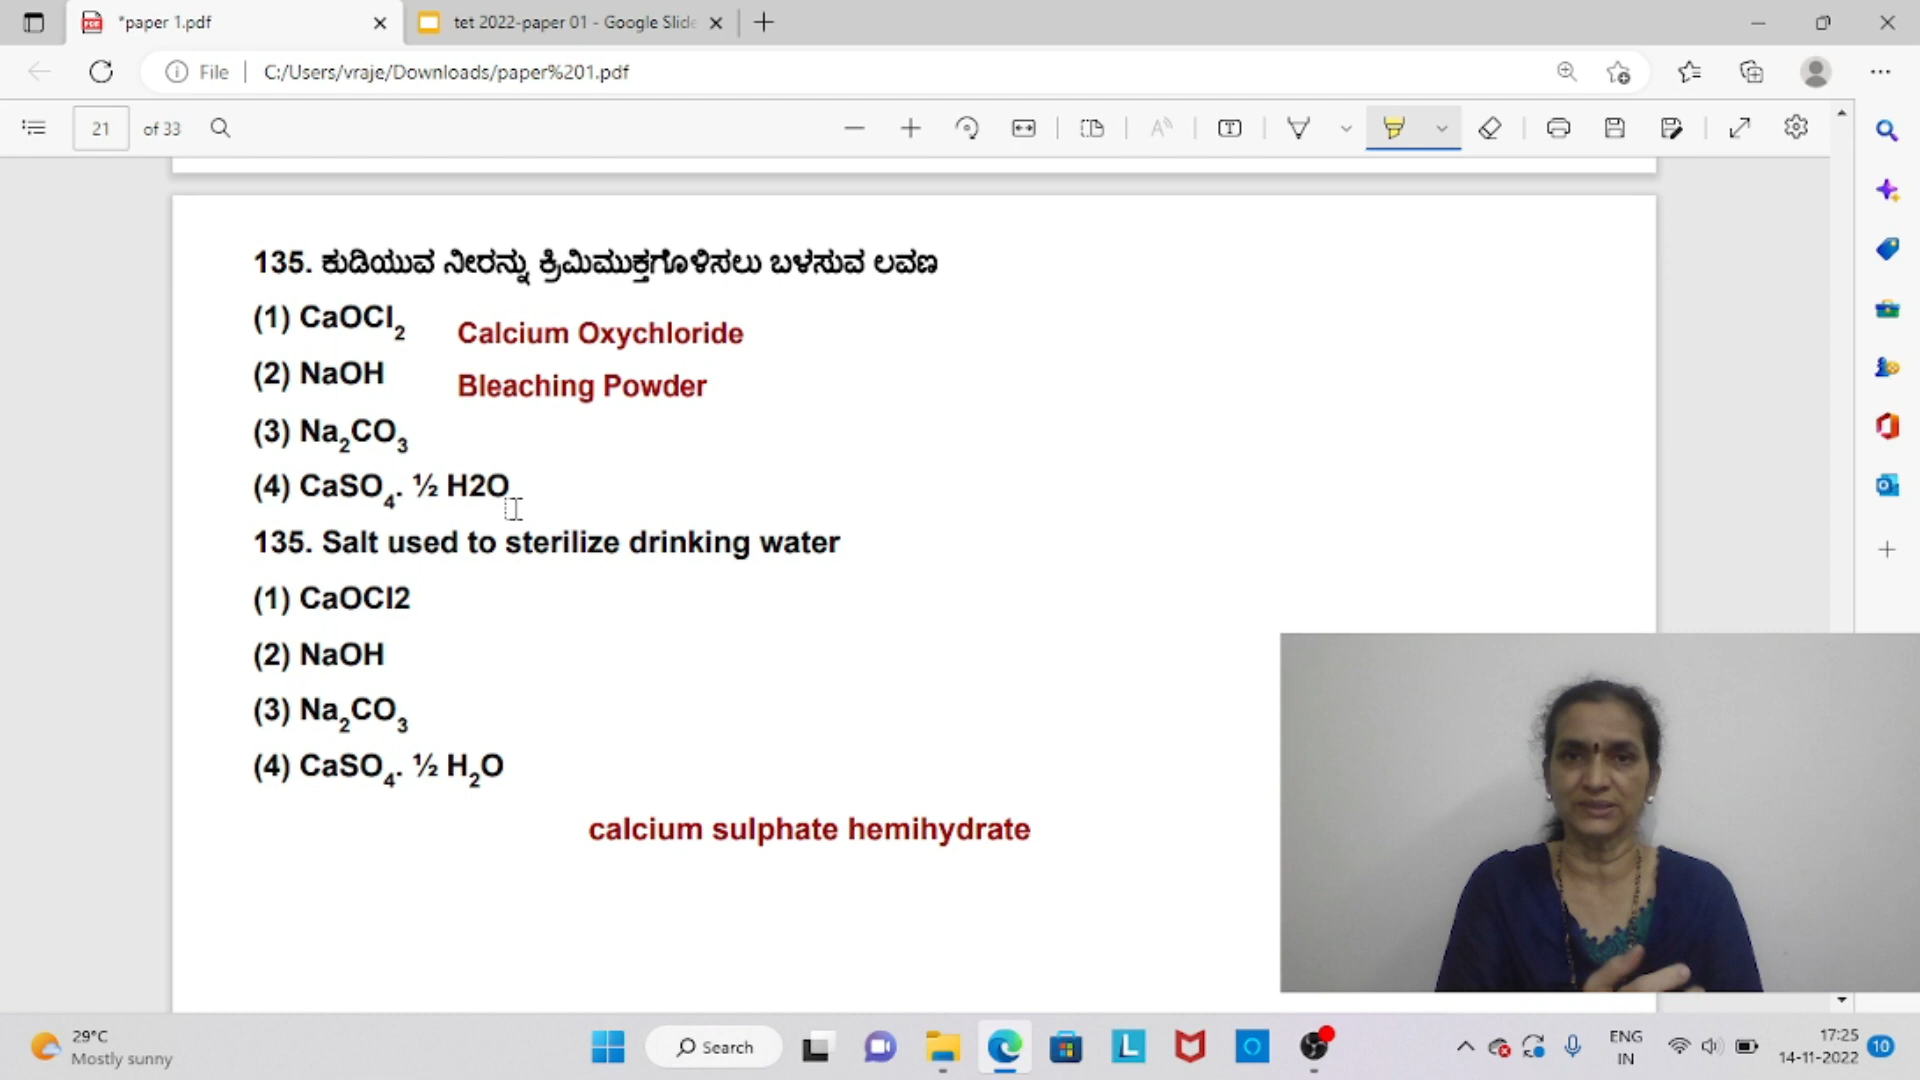 *paper 1.pdf
tet 2022-paper 01 - Google Slide
File
C:/Users/vraje/Downloads/paper%201.pdf
21
of 33
135. ಕುಡಿಯುವ ನೀರನ್ನು ಕ್ರಿಮಿಮುಕ್ತಗೊಳಿಸಲು ಬಳಸುವ ಲವಣ
(1) CaOCl₂
Calcium Oxychloride
(2) NaOH
Bleaching Powder
(3) Na₂CO₃
(4) CaSO₄. ½ H2O
135. Salt used to sterilize drinking water
(1) CaOCl2
(2) NaOH
(3) Na₂CO₃
(4) CaSO₄. ½ H₂O
calcium sulphate hemihydrate
29°C
Mostly sunny
Search
ENG
IN
17:25
14-11-2022
10